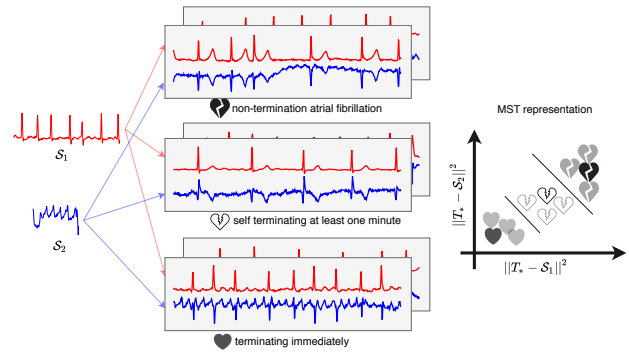 non-termination atrial fibrillation
MST representation
𝒮₁
self terminating at least one minute
𝒮₂
||T* − 𝒮₂||²
||T* − 𝒮₁||²
terminating immediately